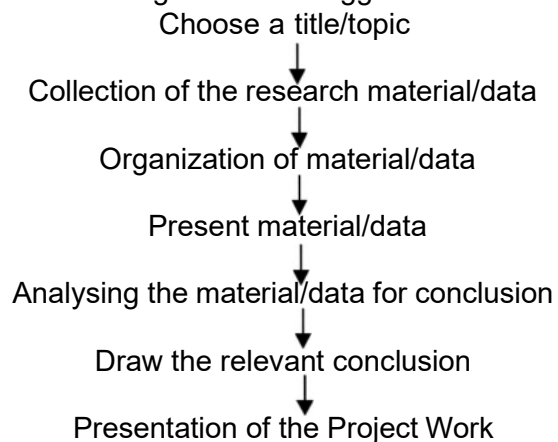 Choose a title/topic
Collection of the research material/data
Organization of material/data
Present material/data
Analysing the material/data for conclusion
Draw the relevant conclusion
Presentation of the Project Work